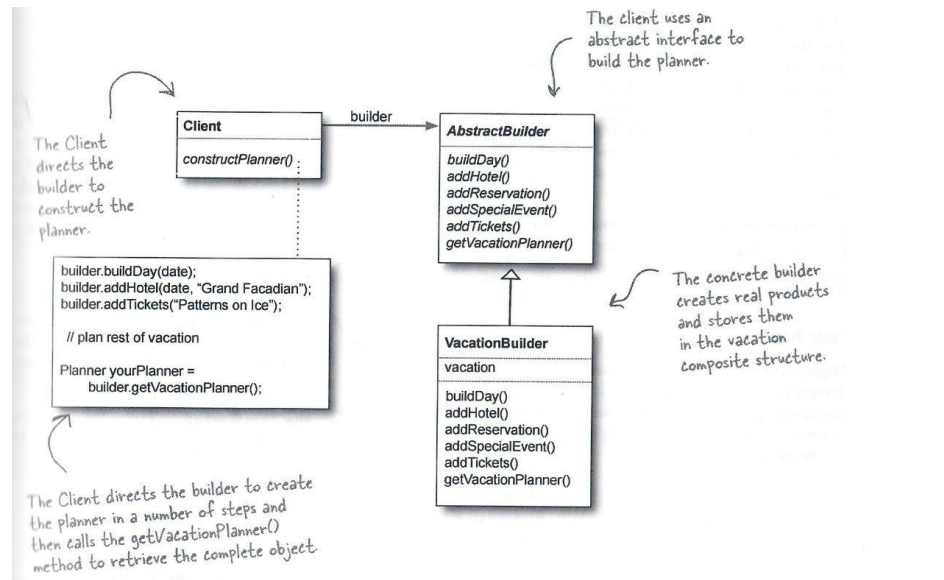 The client uses an
abstract interface to
build the planner.
The Client
directs the
builder to
construct the
planner.
Client
constructPlanner()
builder
AbstractBuilder
buildDay()
addHotel()
addReservation()
addSpecialEvent()
addTickets()
getVacationPlanner()
builder.buildDay(date);
builder.addHotel(date, “Grand Facadian”);
builder.addTickets(“Patterns on Ice”);
// plan rest of vacation
Planner yourPlanner =
builder.getVacationPlanner();
The concrete builder
creates real products
and stores them
in the vacation
composite structure.
VacationBuilder
vacation
buildDay()
addHotel()
addReservation()
addSpecialEvent()
addTickets()
getVacationPlanner()
The Client directs the builder to create
the planner in a number of steps and
then calls the getVacationPlanner()
method to retrieve the complete object.